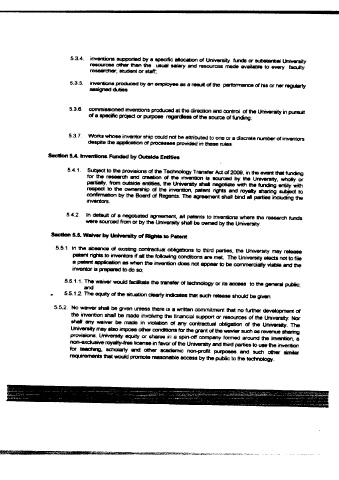 5.3.4. inventions supported by a specific allocation of University funds or substantial University
resources other than the usual salary and resources made available to every faculty
researcher, student or staff;
5.3.5. inventions produced by an employee as a result of the performance of his or her regularly
assigned duties
5.3.6. commissioned inventions produced at the direction and control of the University in pursuit
of a specific project or purpose regardless of the source of funding.
5.3.7. Works whose inventor ship could not be attributed to one or a discrete number of inventors
despite the application of processes provided in these rules
Section 5.4. Inventions Funded by Outside Entities
5.4.1. Subject to the provisions of the Technology Transfer Act of 2009, in the event that funding
for the research and creation of the invention is sourced by the University, wholly or
partially, from outside entities, the University shall negotiate with the funding entity with
respect to the ownership of the invention, patent rights and royalty sharing subject to
confirmation by the Board of Regents. The agreement shall bind all parties including the
inventors.
5.4.2. In default of a negotiated agreement, all patents to inventions where the research funds
were sourced from or by the University shall be owned by the University
Section 5.5. Waiver by University of Rights to Patent
5.5.1 In the absence of existing contractual obligations to third parties, the University may release
patent rights to inventors if all the following conditions are met. The University elects not to file
a patent application as when the invention does not appear to be commercially viable and the
inventor is prepared to do so;
5.5.1.1. The waiver would facilitate the transfer of technology or its access to the general public;
and
5.5.1.2. The equity of the situation clearly indicates that such release should be given
5.5.2. No waiver shall be given unless there is a written commitment that no further development of
the invention shall be made involving the financial support or resources of the University. Nor
shall any waiver be made in violation of any contractual obligation of the University. The
University may also impose other conditions for the grant of the waiver such as revenue sharing
provisions. University equity or shares in a spin-off company formed around the invention, a
non-exclusive royalty-free license in favor of the University and third parties to use the invention
for teaching, scholarly and other academic non-profit purposes and such other similar
requirements that would promote reasonable access by the public to the technology.